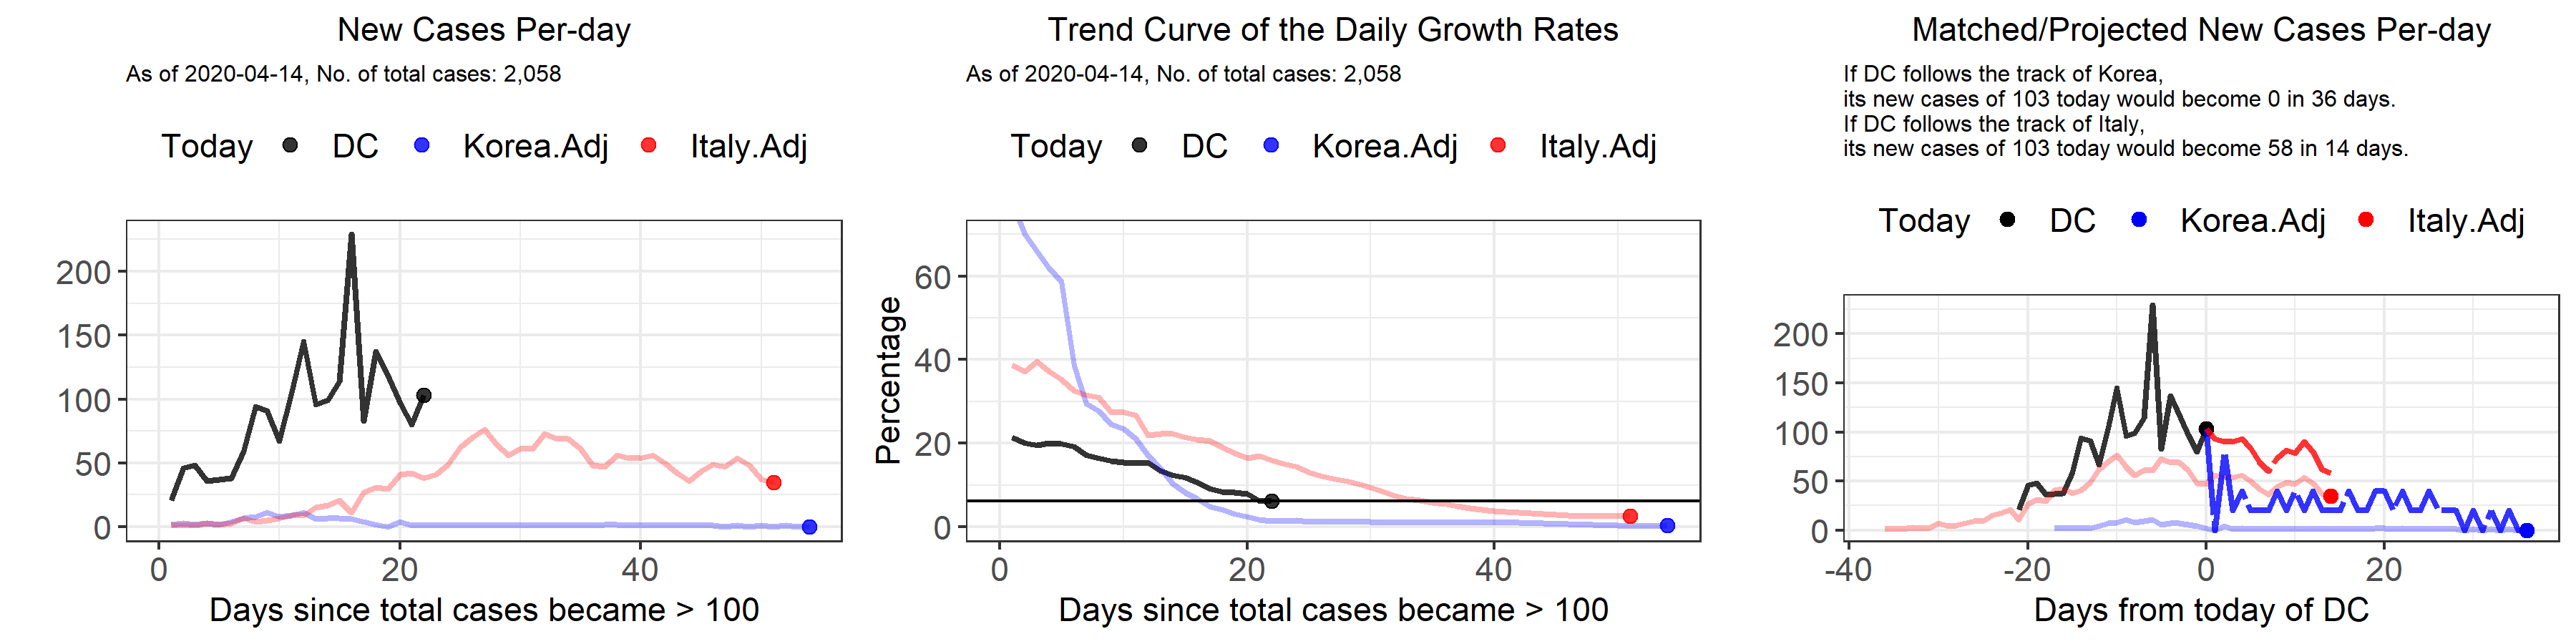 New Cases Per-day
As of 2020-04-14, No. of total cases: 2,058
Today DC Korea.Adj Italy.Adj
200
150
100
50
0
0 20 40
Days since total cases became > 100
Trend Curve of the Daily Growth Rates
As of 2020-04-14, No. of total cases: 2,058
Today DC Korea.Adj Italy.Adj
Percentage
60
40
20
0
0 20 40
Days since total cases became > 100
Matched/Projected New Cases Per-day
If DC follows the track of Korea,
its new cases of 103 today would become 0 in 36 days.
If DC follows the track of Italy,
its new cases of 103 today would become 58 in 14 days.
Today DC Korea.Adj Italy.Adj
200
150
100
50
0
-40 -20 0 20
Days from today of DC